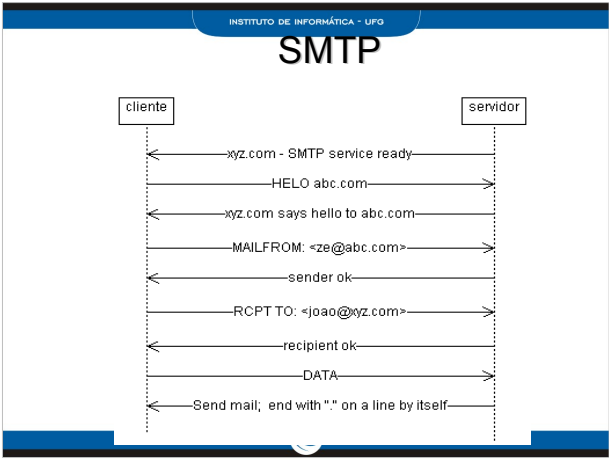 INSTITUTO DE INFORMÁTICA - UFG
SMTP
cliente
servidor
xyz.com - SMTP service ready
HELO abc.com
xyz.com says hello to abc.com
MAILFROM: <ze@abc.com>
sender ok
RCPT TO: <joao@xyz.com>
recipient ok
DATA
Send mail; end with "." on a line by itself